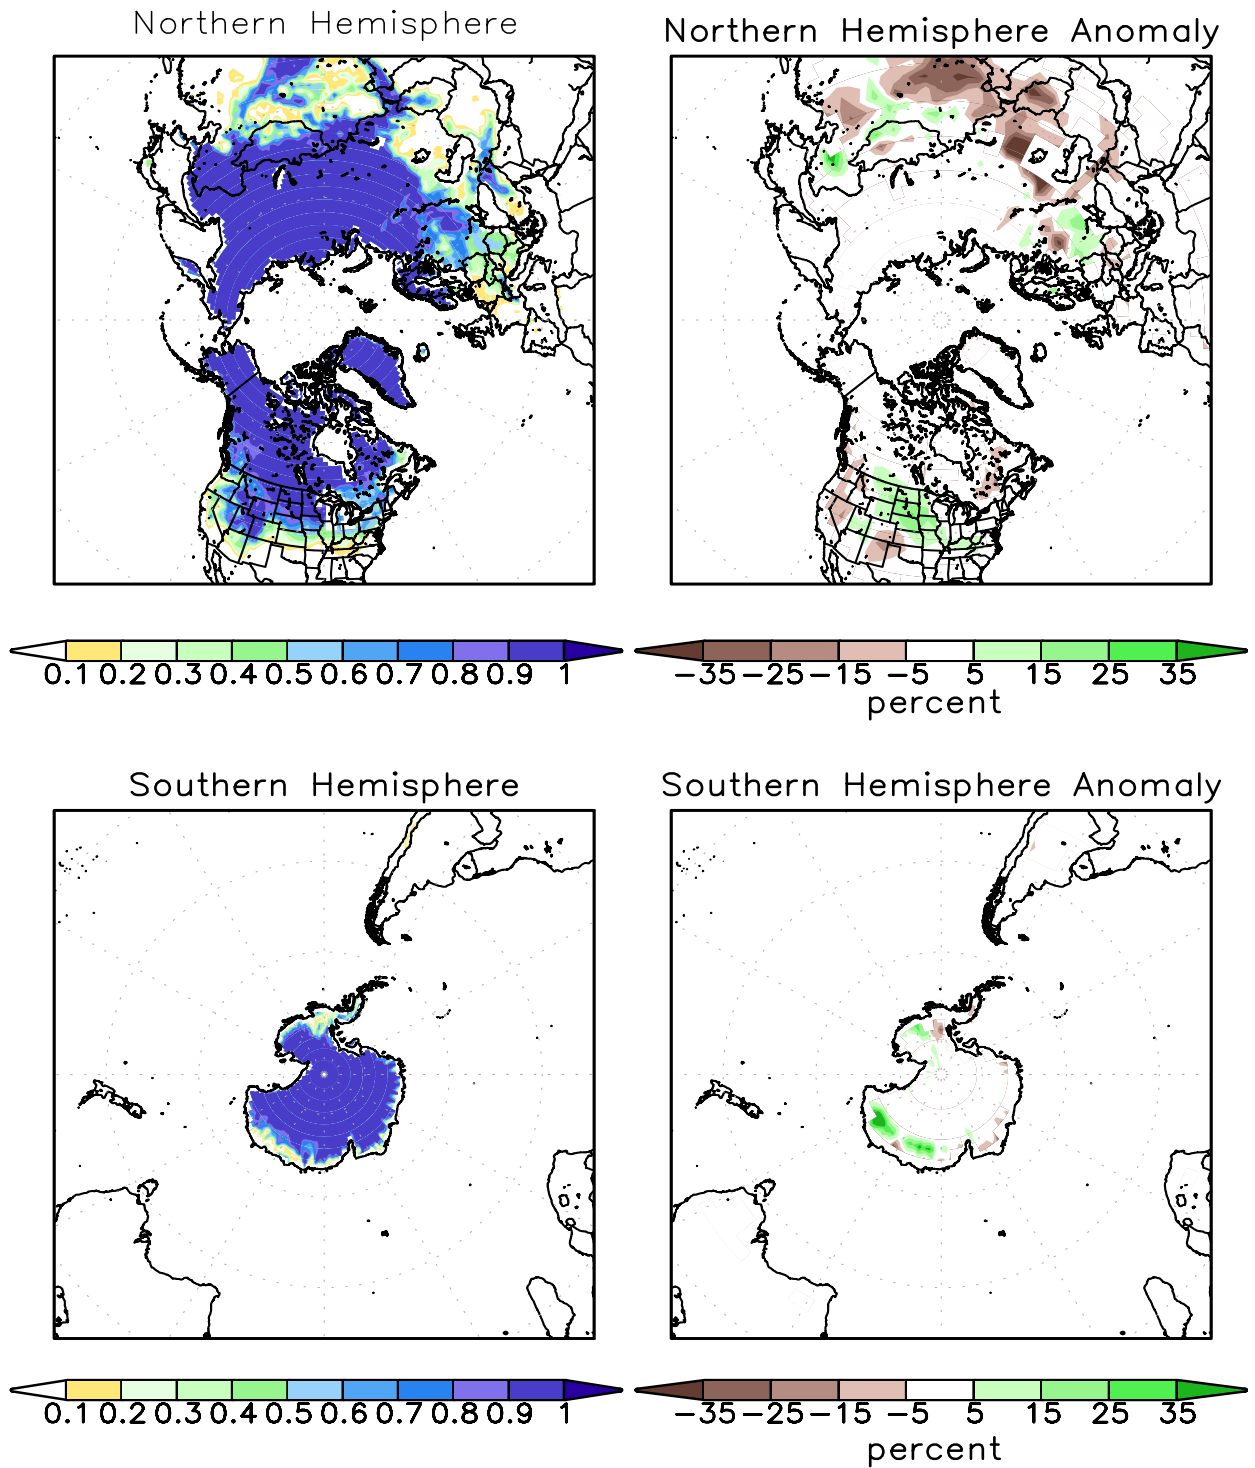 Northern Hemisphere
Northern Hemisphere Anomaly
0.1 0.2 0.3 0.4 0.5 0.6 0.7 0.8 0.9 1
-35 -25 -15 -5 5 15 25 35
percent
Southern Hemisphere
Southern Hemisphere Anomaly
0.1 0.2 0.3 0.4 0.5 0.6 0.7 0.8 0.9 1
-35 -25 -15 -5 5 15 25 35
percent